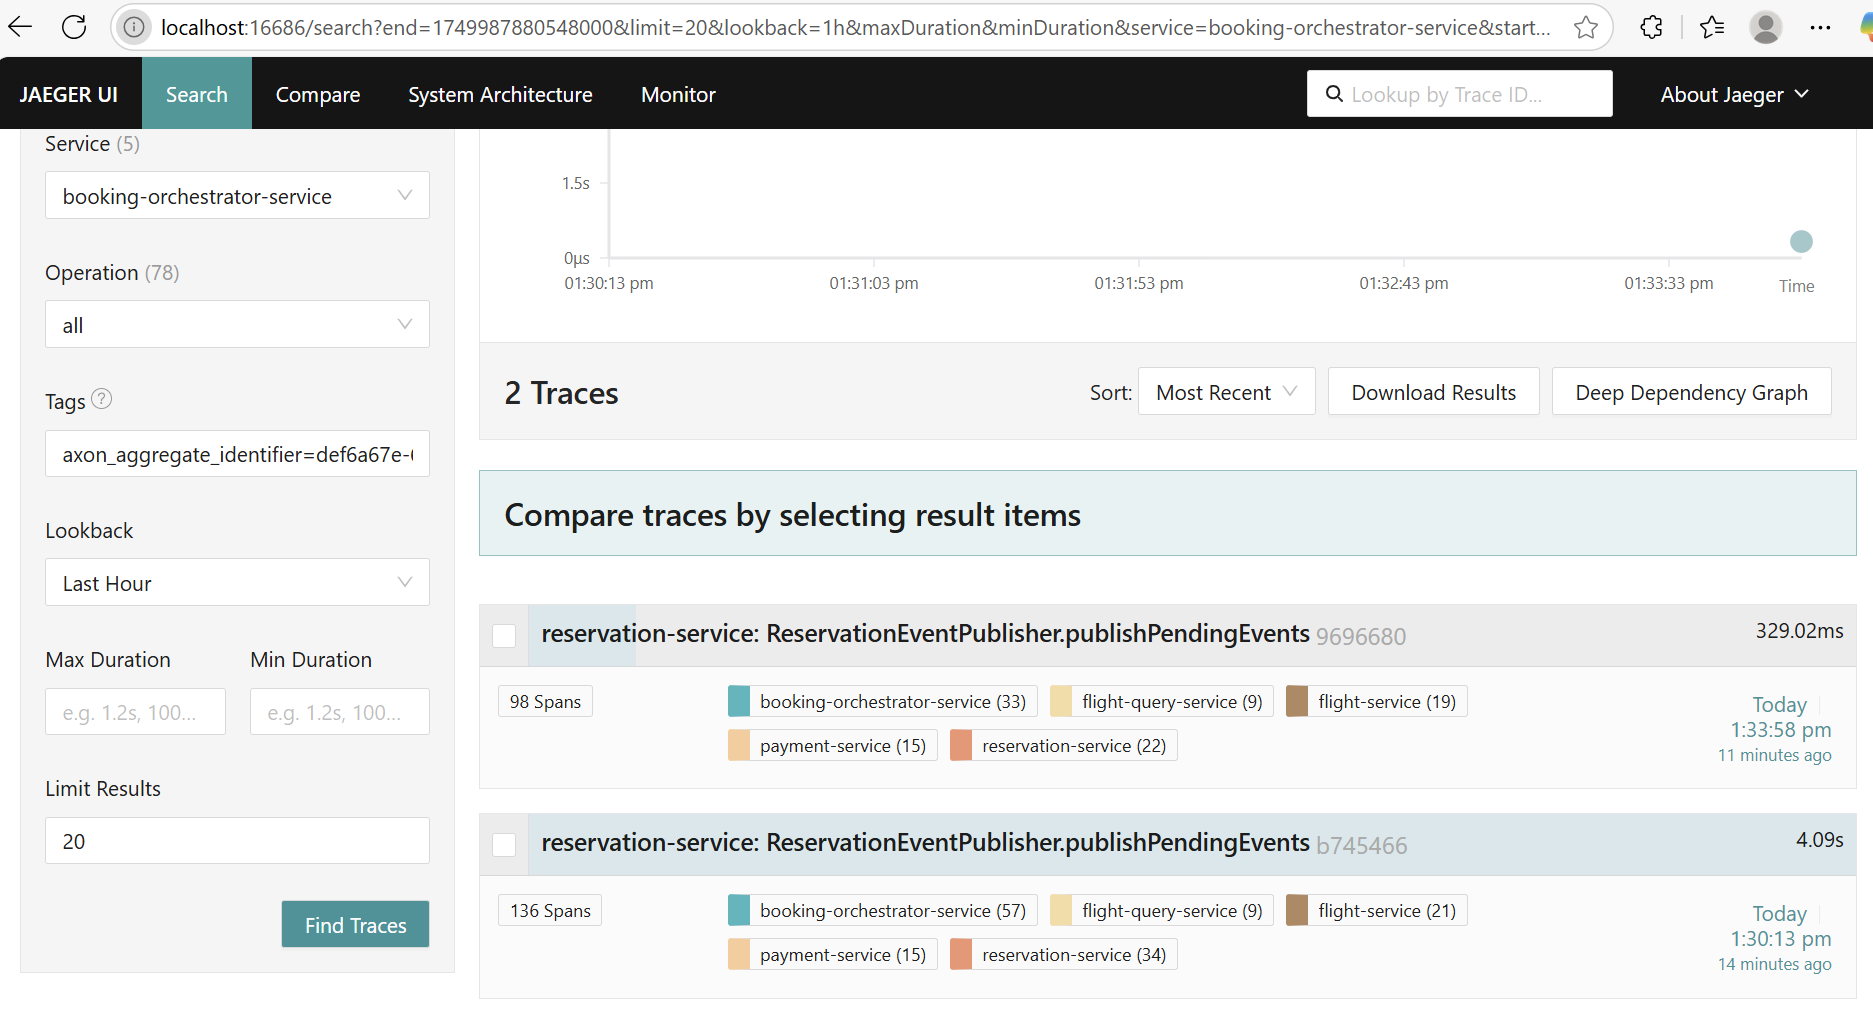 localhost:16686/search?end=1749987880548000&limit=20&lookback=1h&maxDuration&minDuration&service=booking-orchestrator-service&start...
JAEGER UI
Search
Compare
System Architecture
Monitor
Lookup by Trace ID...
About Jaeger
Service (5)
booking-orchestrator-service
Operation (78)
all
Tags ?
axon_aggregate_identifier=def6a67e-
Lookback
Last Hour
Max Duration
Min Duration
e.g. 1.2s, 100...
e.g. 1.2s, 100...
Limit Results
20
Find Traces
1.5s
0µs
01:30:13 pm
01:31:03 pm
01:31:53 pm
01:32:43 pm
01:33:33 pm
Time
2 Traces
Sort:
Most Recent
Download Results
Deep Dependency Graph
Compare traces by selecting result items
reservation-service: ReservationEventPublisher.publishPendingEvents 9696680
329.02ms
98 Spans
booking-orchestrator-service (33)
flight-query-service (9)
flight-service (19)
payment-service (15)
reservation-service (22)
Today
1:33:58 pm
11 minutes ago
reservation-service: ReservationEventPublisher.publishPendingEvents b745466
4.09s
136 Spans
booking-orchestrator-service (57)
flight-query-service (9)
flight-service (21)
payment-service (15)
reservation-service (34)
Today
1:30:13 pm
14 minutes ago